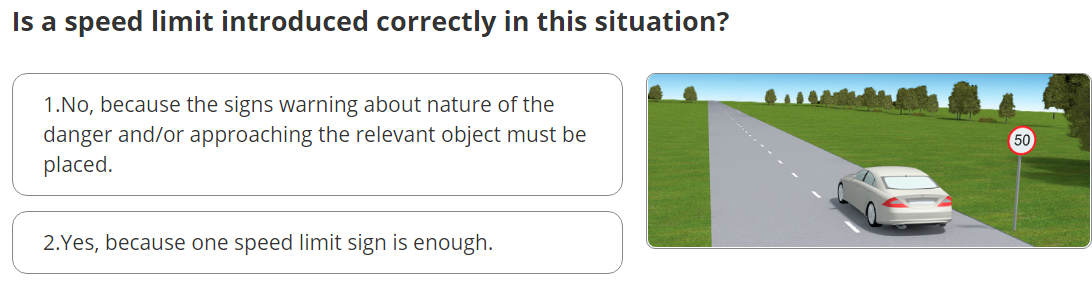 Is a speed limit introduced correctly in this situation?
1.No, because the signs warning about nature of the
danger and/or approaching the relevant object must be
placed.
50
2.Yes, because one speed limit sign is enough.